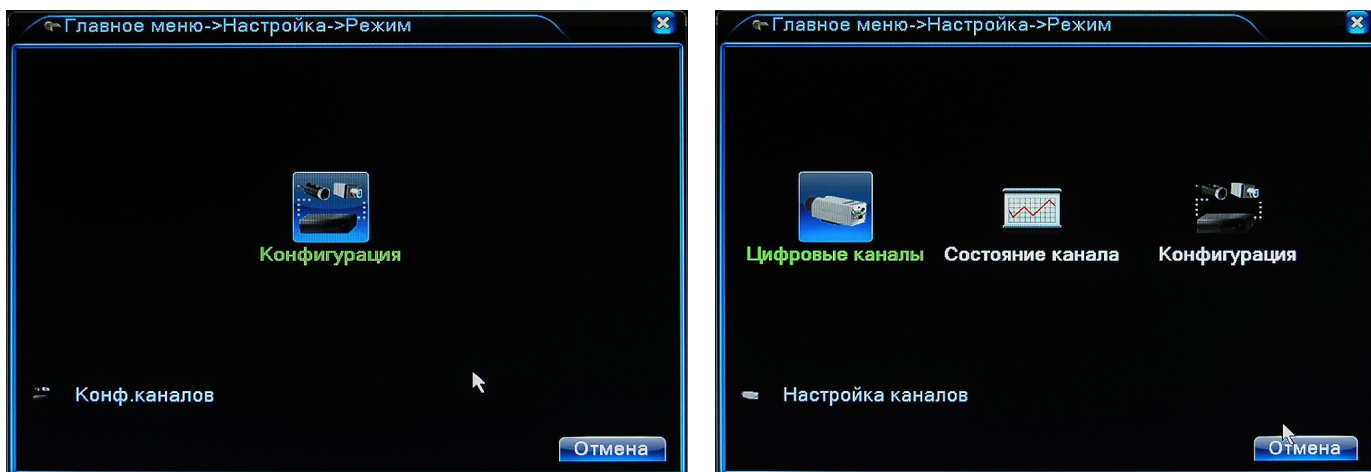 Главное меню->Настройка->Режим
Конфигурация
Конф.каналов
Отмена
Главное меню->Настройка->Режим
Цифровые каналы Состояние канала Конфигурация
Настройка каналов
Отмена